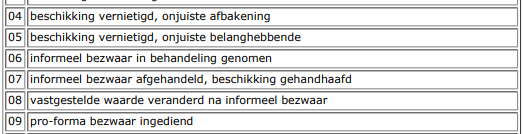 04 beschikking vernietigd, onjuiste afbakening
05 beschikking vernietigd, onjuiste belanghebbende
06 informeel bezwaar in behandeling genomen
07 informeel bezwaar afgehandeld, beschikking gehandhaafd
08 vastgestelde waarde veranderd na informeel bezwaar
09 pro-forma bezwaar ingediend